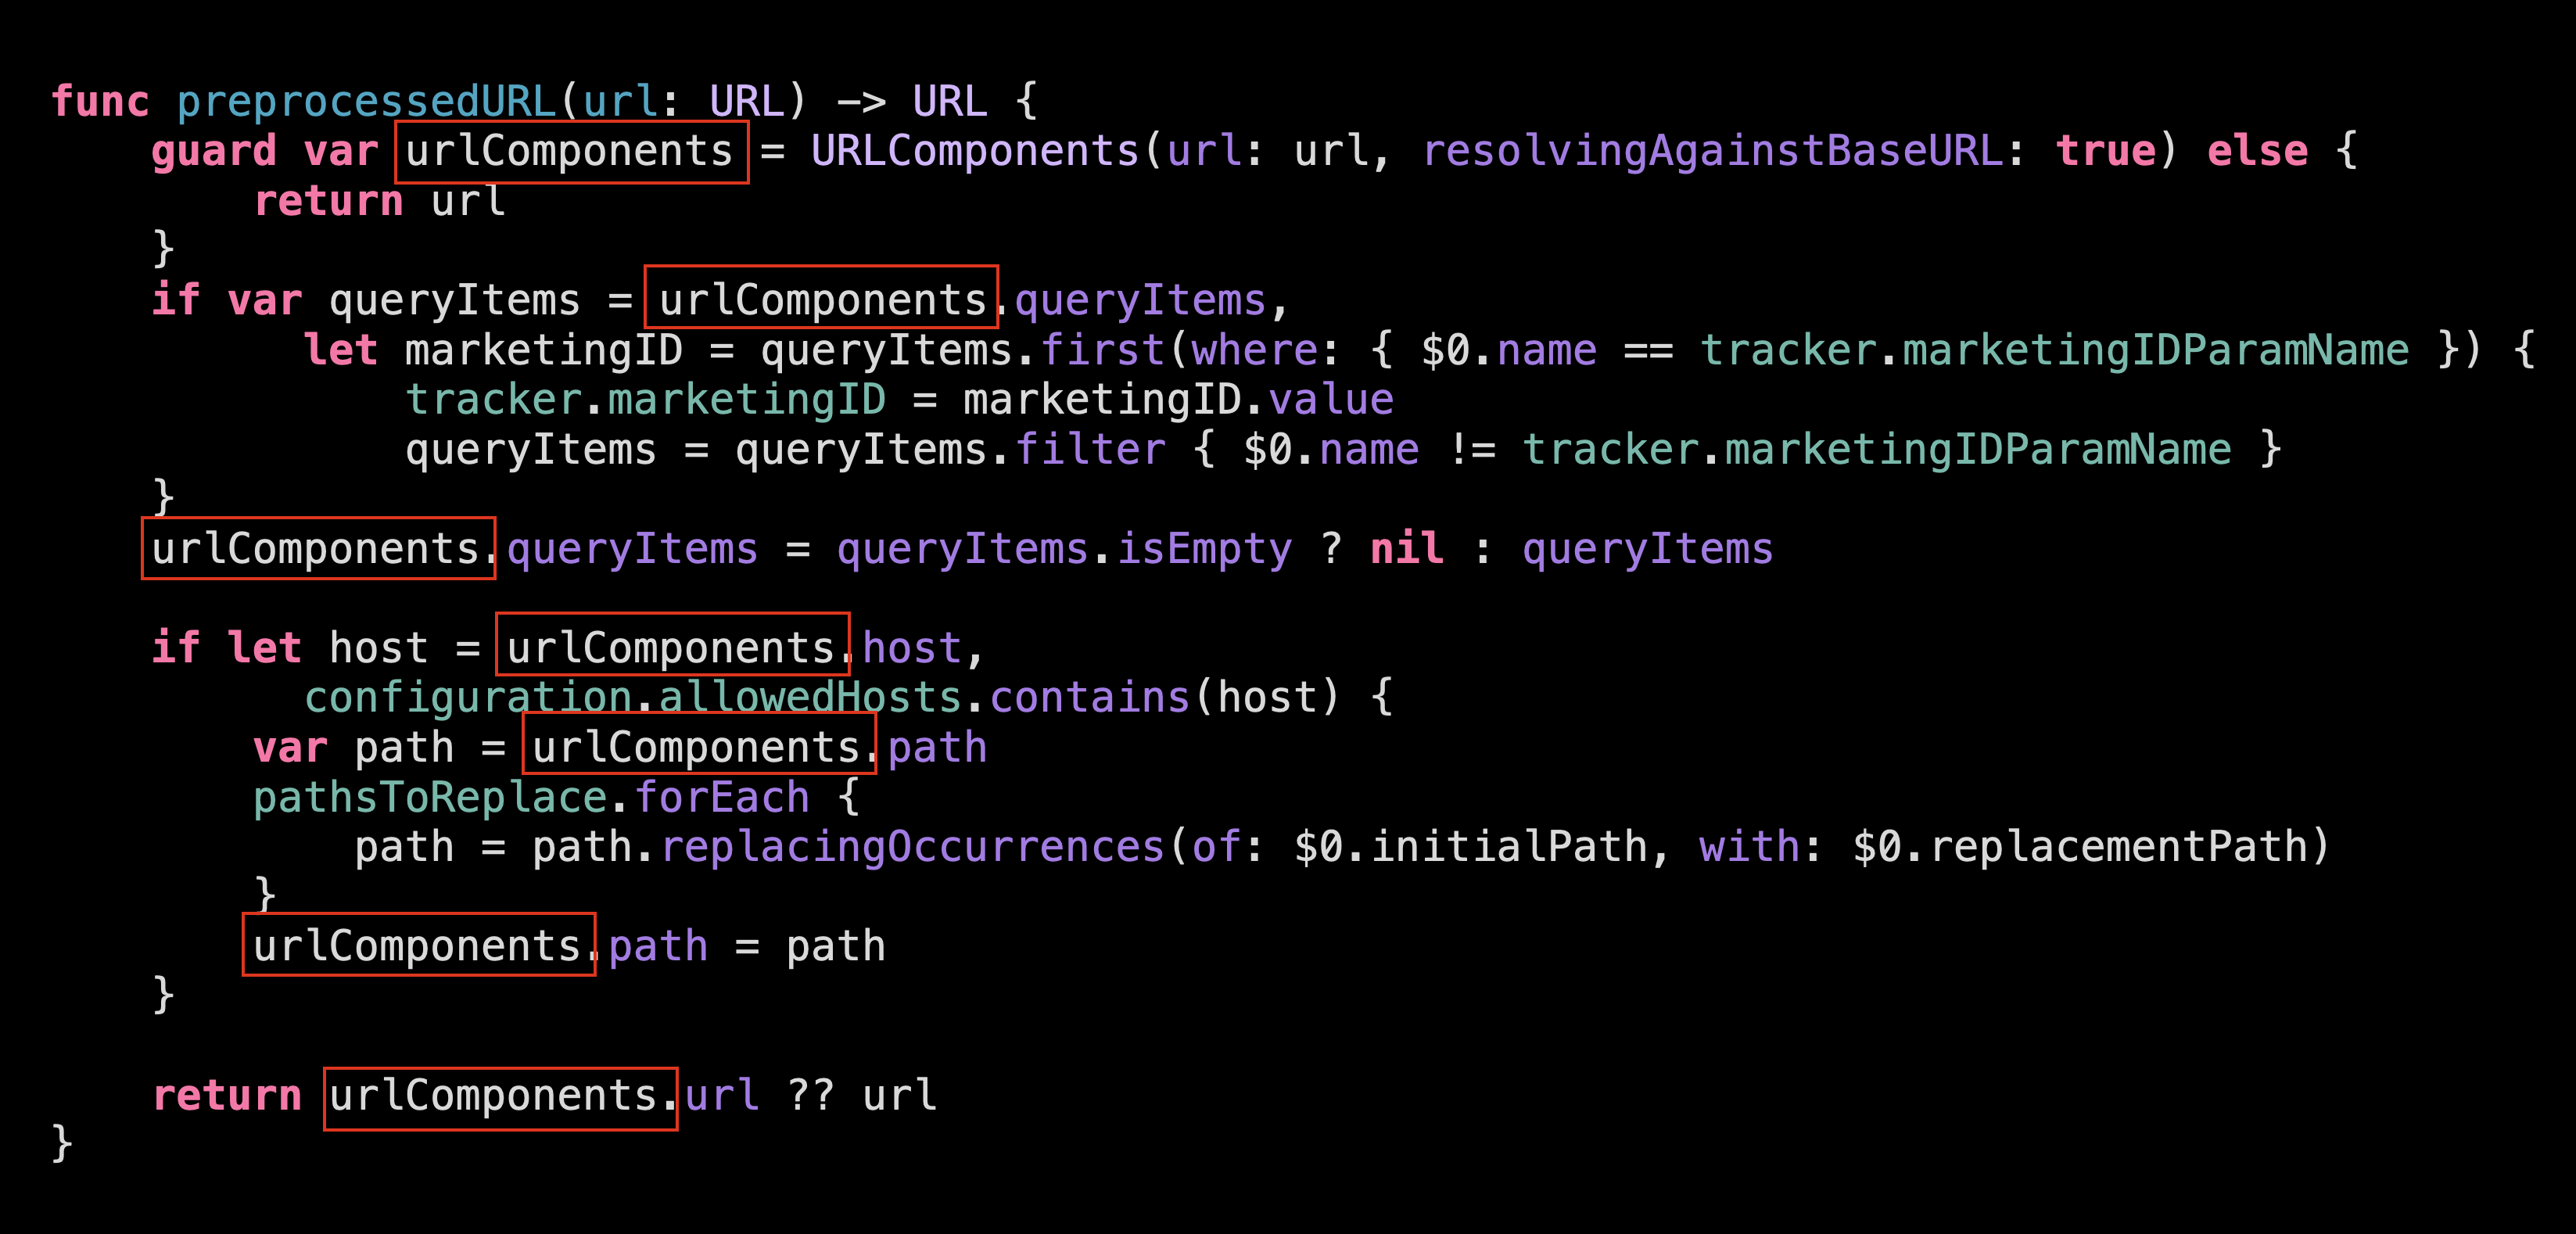 func preprocessedURL(url: URL) -> URL {
    guard var urlComponents = URLComponents(url: url, resolvingAgainstBaseURL: true) else {
        return url
    }
    if var queryItems = urlComponents.queryItems,
          let marketingID = queryItems.first(where: { $0.name == tracker.marketingIDParamName }) {
              tracker.marketingID = marketingID.value
              queryItems = queryItems.filter { $0.name != tracker.marketingIDParamName }
    }
    urlComponents.queryItems = queryItems.isEmpty ? nil : queryItems
    if let host = urlComponents.host,
          configuration.allowedHosts.contains(host) {
        var path = urlComponents.path
        pathsToReplace.forEach {
            path = path.replacingOccurrences(of: $0.initialPath, with: $0.replacementPath)
        }
        urlComponents.path = path
    }
    return urlComponents.url ?? url
}